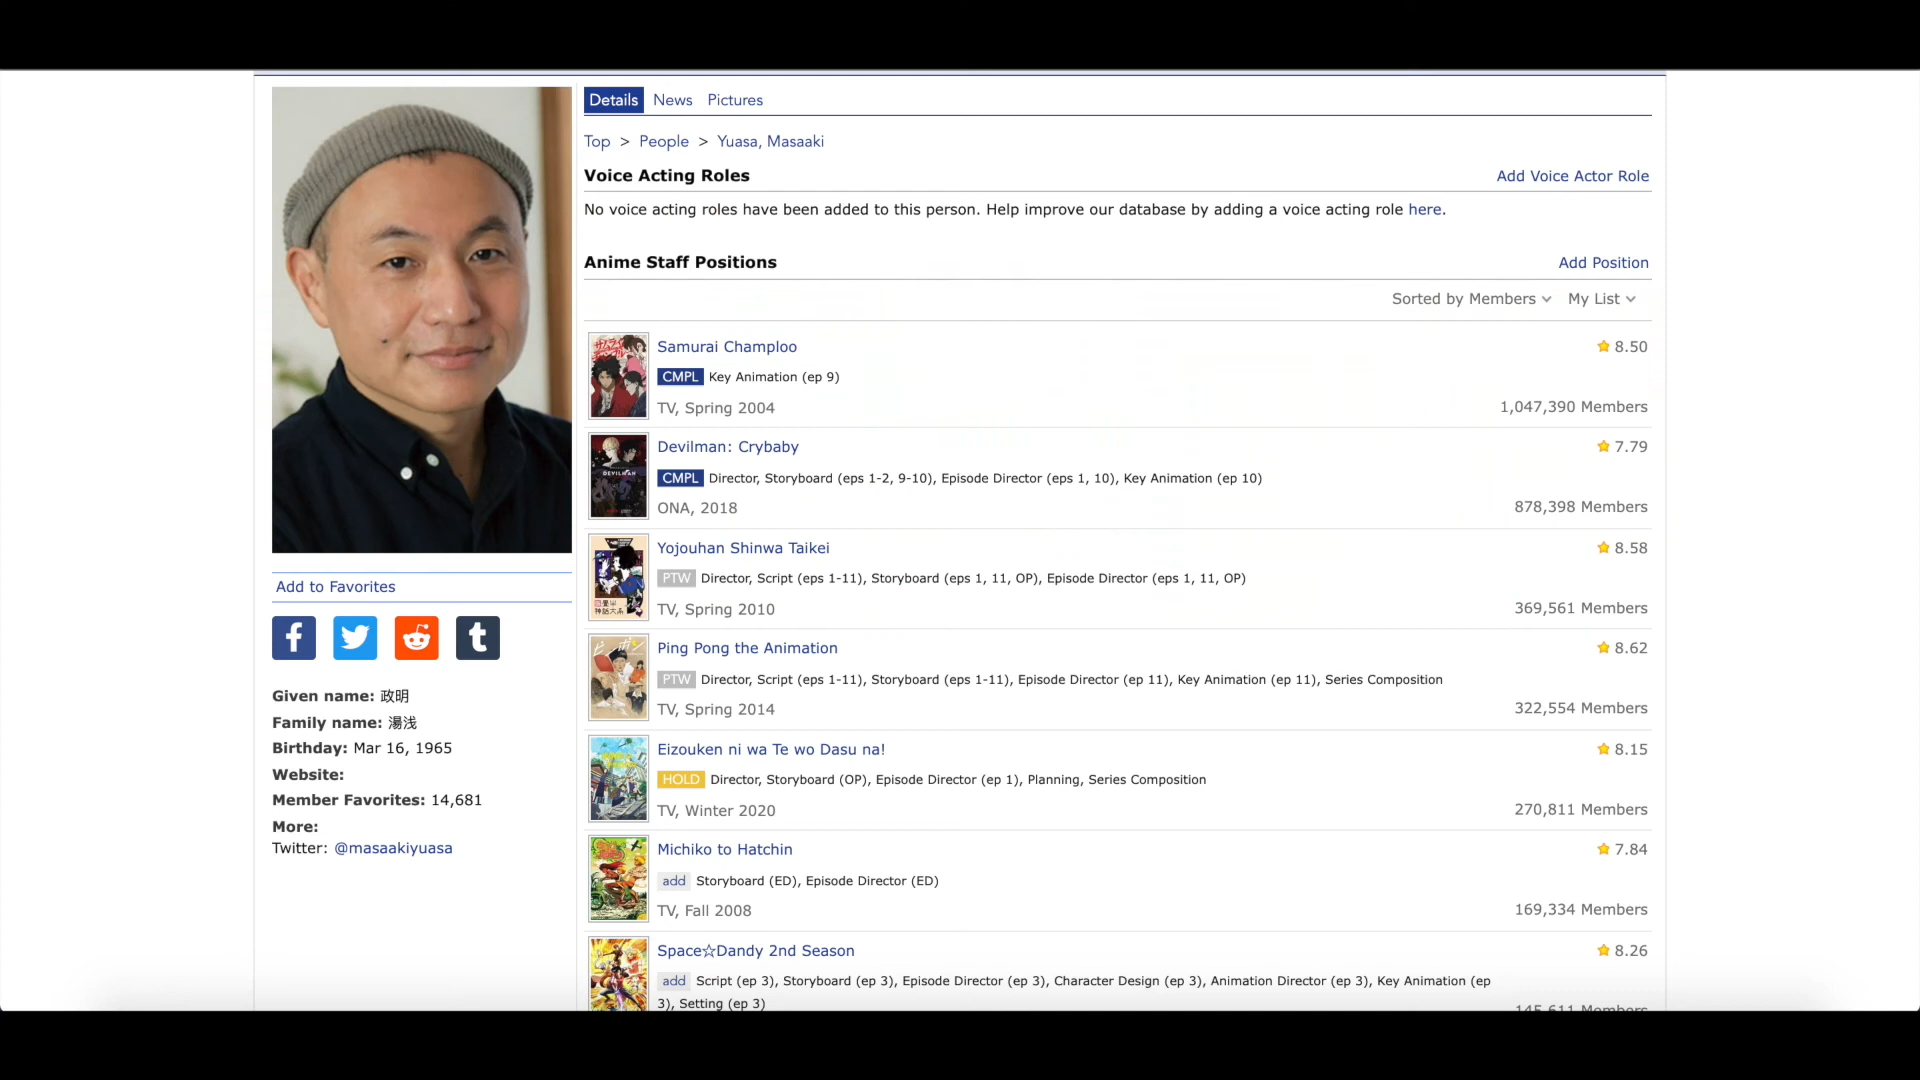 Details News Pictures
Top > People > Yuasa, Masaaki
Voice Acting Roles
Add Voice Actor Role
No voice acting roles have been added to this person. Help improve our database by adding a voice acting role here.
Anime Staff Positions
Add Position
Sorted by Members My List
Samurai Champloo
8.50
CMPL Key Animation (ep 9)
TV, Spring 2004
1,047,390 Members
Devilman: Crybaby
7.79
CMPL Director, Storyboard (eps 1-2, 9-10), Episode Director (eps 1, 10), Key Animation (ep 10)
ONA, 2018
878,398 Members
Yojouhan Shinwa Taikei
8.58
PTW Director, Script (eps 1-11), Storyboard (eps 1, 11, OP), Episode Director (eps 1, 11, OP)
TV, Spring 2010
369,561 Members
Ping Pong the Animation
8.62
PTW Director, Script (eps 1-11), Storyboard (eps 1-11), Episode Director (ep 11), Key Animation (ep 11), Series Composition
TV, Spring 2014
322,554 Members
Eizouken ni wa Te wo Dasu na!
8.15
HOLD Director, Storyboard (OP), Episode Director (ep 1), Planning, Series Composition
TV, Winter 2020
270,811 Members
Michiko to Hatchin
7.84
add Storyboard (ED), Episode Director (ED)
TV, Fall 2008
169,334 Members
Space☆Dandy 2nd Season
8.26
add Script (ep 3), Storyboard (ep 3), Episode Director (ep 3), Character Design (ep 3), Animation Director (ep 3), Key Animation (ep
3), Setting (ep 3)
145,611 Members
Add to Favorites
Given name: 政明
Family name: 湯浅
Birthday: Mar 16, 1965
Website:
Member Favorites: 14,681
More:
Twitter: @masaakiyuasa